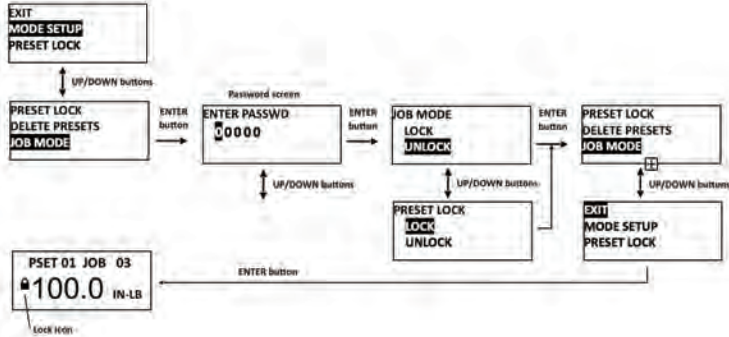 EXIT
MODE SETUP
PRESET LOCK
UP/DOWN buttons
PRESET LOCK
DELETE PRESETS
JOB MODE
ENTER
button
Password screen
ENTER PASSWD
00000
UP/DOWN buttons
ENTER
button
JOB MODE
LOCK
UNLOCK
UP/DOWN buttons
PRESET LOCK
LOCK
UNLOCK
ENTER
button
PRESET LOCK
DELETE PRESETS
JOB MODE
UP/DOWN buttons
EXIT
MODE SETUP
PRESET LOCK
ENTER button
PSET 01 JOB 03
100.0 IN-LB
Lock icon